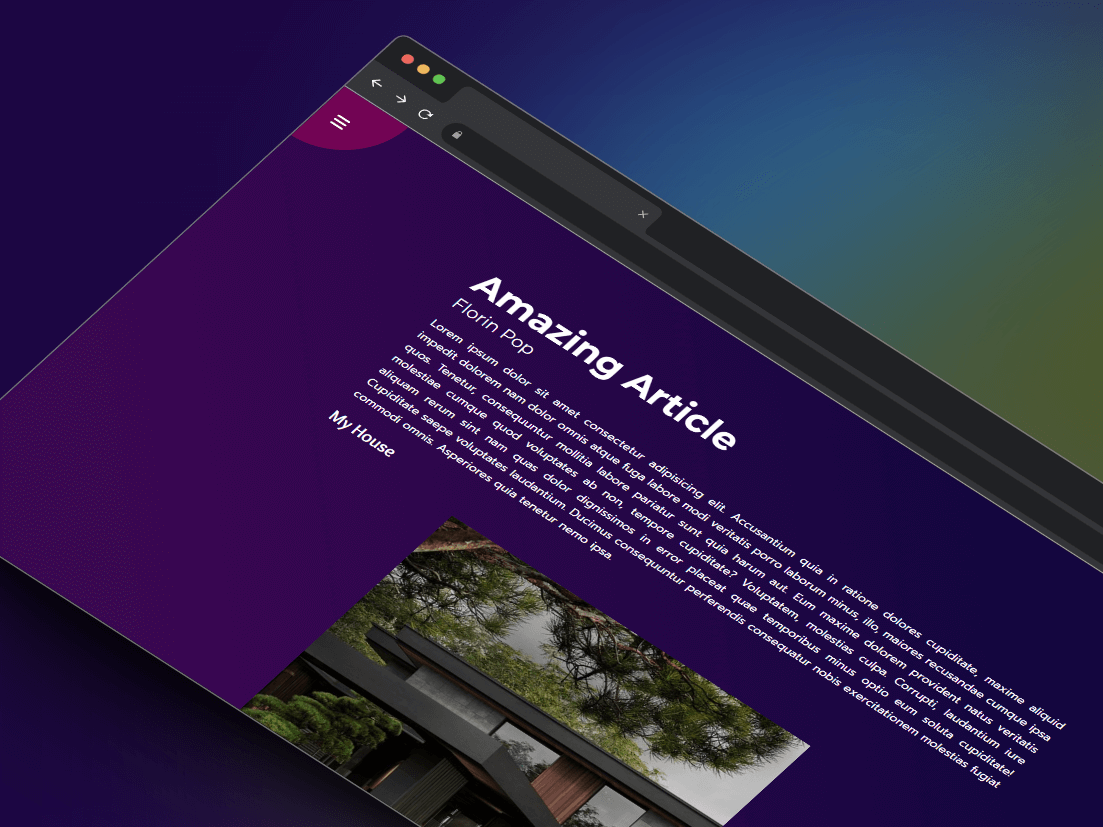 Amazing Article
Florin Pop
Lorem ipsum dolor sit amet consectetur adipisicing elit. Accusantium quia in ratione dolores cupiditate, maxime aliquid
impedit dolorem nam dolor omnis atque fuga labore modi veritatis porro laborum minus, illo, maiores recusandae cumque ipsa
quos. Tenetur, consequuntur mollitia labore pariatur sunt quia harum aut. Eum maxime dolorem provident natus veritatis
molestiae cumque quod voluptates ab non, tempore cupiditate? Voluptatem, molestias culpa. Corrupti, laudantium iure
aliquam rerum sint nam quas dolor dignissimos in error placeat quae temporibus minus optio eum soluta cupiditate!
Cupiditate saepe voluptates laudantium. Ducimus consequuntur perferendis consequatur nobis exercitationem molestias fugiat
commodi omnis. Asperiores quia tenetur nemo ipsa.
My House